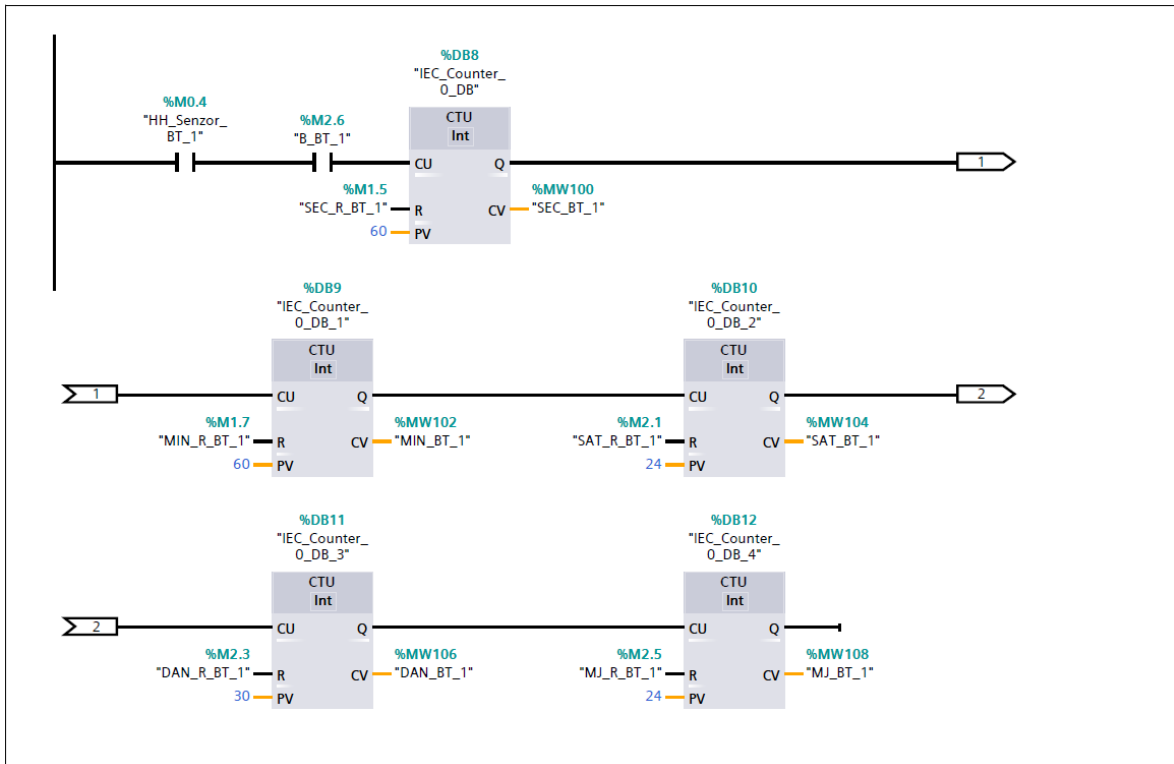 %DB8
"IEC_Counter_
0_DB"
%M0.4
"HH_Senzor_
BT_1"
%M2.6
"B_BT_1"
CTU
Int
CU Q
%M1.5
"SEC_R_BT_1"
R
CV
%MW100
"SEC_BT_1"
60
PV
1
%DB9
"IEC_Counter_
0_DB_1"
%DB10
"IEC_Counter_
0_DB_2"
CTU
Int
CTU
Int
1
CU Q
CU Q
2
%M1.7
"MIN_R_BT_1"
R
CV
%MW102
"MIN_BT_1"
60
PV
%M2.1
"SAT_R_BT_1"
R
CV
%MW104
"SAT_BT_1"
24
PV
%DB11
"IEC_Counter_
0_DB_3"
%DB12
"IEC_Counter_
0_DB_4"
CTU
Int
CTU
Int
2
CU Q
CU Q
%M2.3
"DAN_R_BT_1"
R
CV
%MW106
"DAN_BT_1"
30
PV
%M2.5
"MJ_R_BT_1"
R
CV
%MW108
"MJ_BT_1"
24
PV